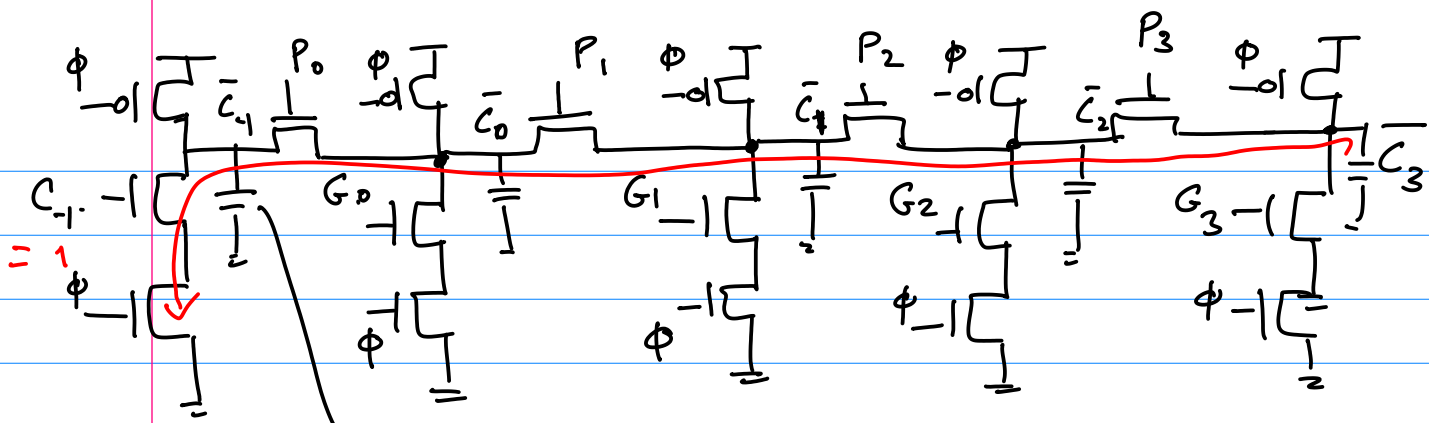 P₀ P₁ P₂ P₃
ϕ ϕ ϕ ϕ ϕ
C̄₋₁ C̄₀ C̄₁ C̄₂ C̄₃
C₋₁. G₀ G1 G2 G3
= 1
ϕ ϕ ϕ ϕ ϕ